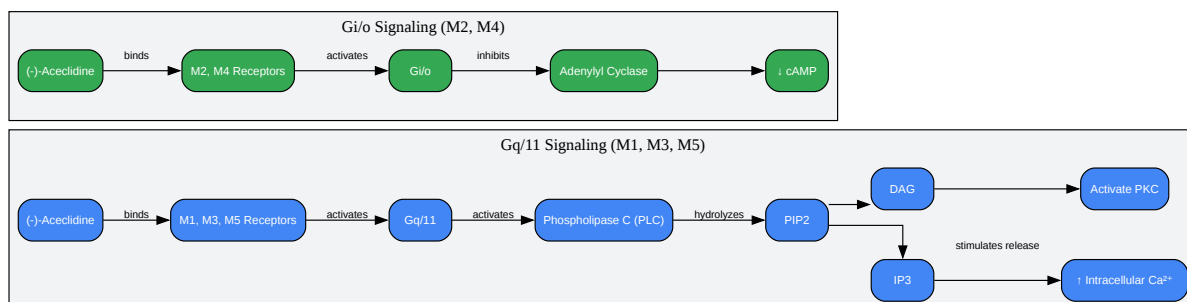 Gi/o Signaling (M2, M4)
(-)-Aceclidine
binds
M2, M4 Receptors
activates
Gi/o
inhibits
Adenylyl Cyclase
↓ cAMP
Gq/11 Signaling (M1, M3, M5)
(-)-Aceclidine
binds
M1, M3, M5 Receptors
activates
Gq/11
activates
Phospholipase C (PLC)
hydrolyzes
PIP2
DAG
Activate PKC
IP3
stimulates release
↑ Intracellular Ca²⁺